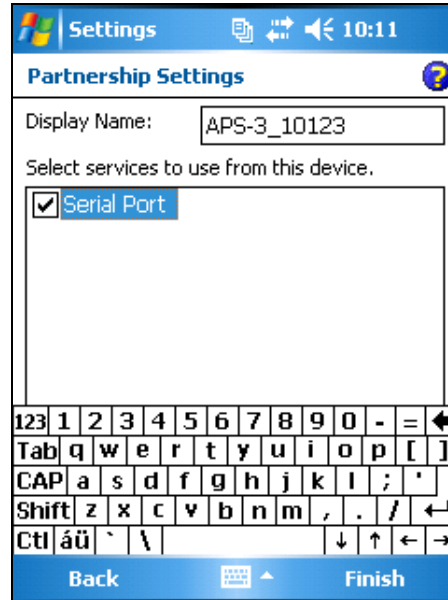 Settings 10:11
Partnership Settings ?
Display Name: APS-3_10123
Select services to use from this device.
Serial Port
123 1 2 3 4 5 6 7 8 9 0 - =
Tab q w e r t y u i o p [ ]
CAP a s d f g h j k l ; '
Shift z x c v b n m , . /
Ctl áü ` \
Back Finish